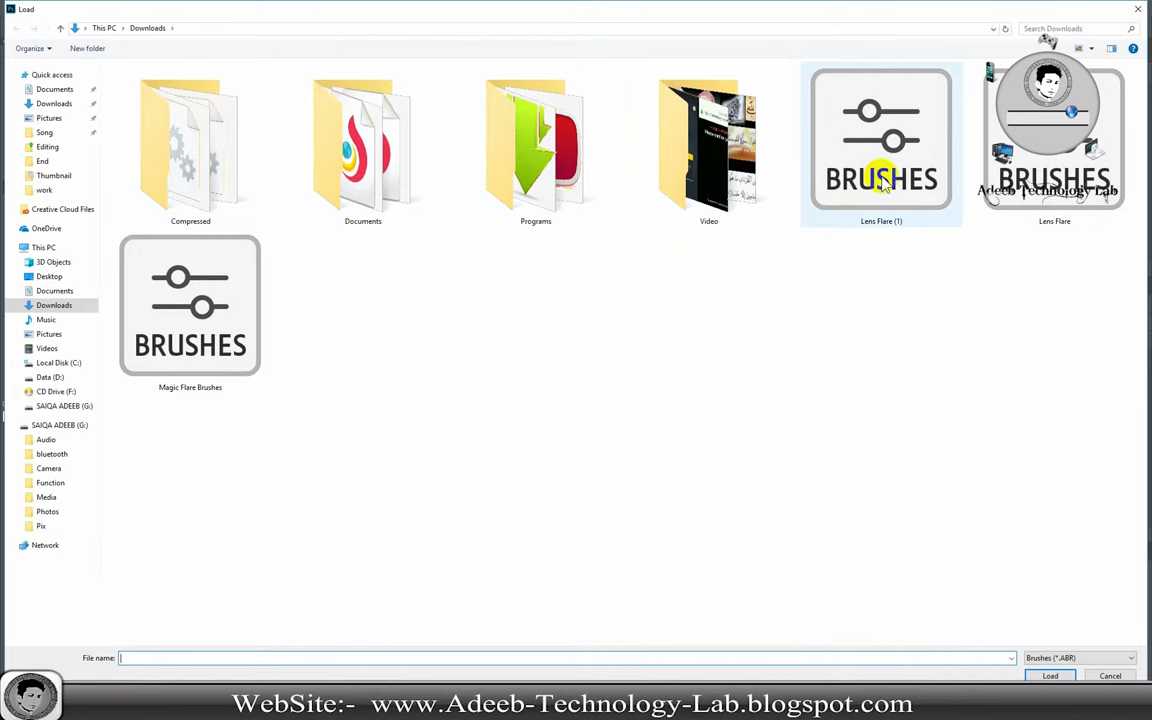 Load
This PC
Downloads
Search Downloads
Organize
New folder
Quick access
Documents
Downloads
Pictures
Song
Editing
End
Thumbnail
work
Creative Cloud Files
OneDrive
This PC
3D Objects
Desktop
Documents
Downloads
Music
Pictures
Videos
Local Disk (C:)
Data (D:)
CD Drive (F:)
SAIQA ADEEB (G:)
SAIQA ADEEB (G:)
Audio
bluetooth
Camera
Function
Media
Photos
Pix
Network
BRUSHES
BRUSHES
Adeeb Technology Lab
Compressed
Documents
Programs
Video
Lens Flare (1)
Lens Flare
BRUSHES
Magic Flare Brushes
File name:
Brushes (*.ABR)
Load
Cancel
WebSite:- www.Adeeb-Technology-Lab.blogspot.com